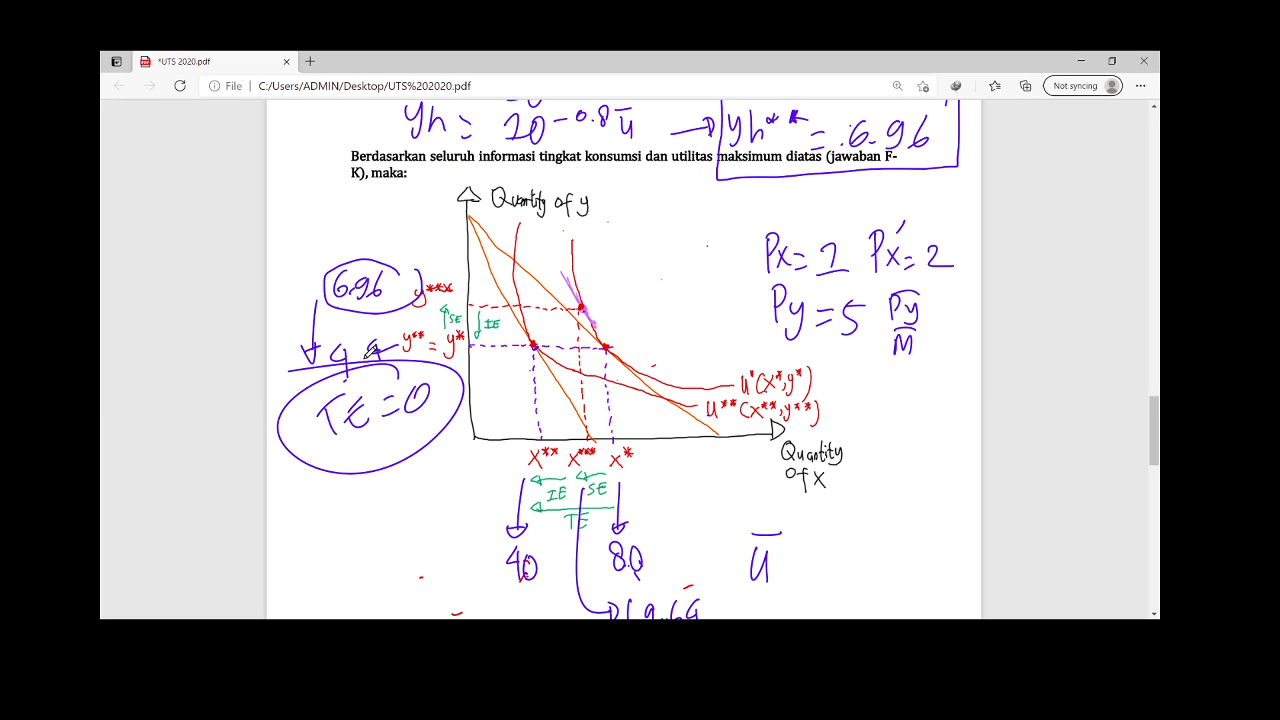 *UTS 2020.pdf
File C:/Users/ADMIN/Desktop/UTS%202020.pdf
Not syncing
yh = -0.8 ū → yh** = 6.96
Berdasarkan seluruh informasi tingkat konsumsi dan utilitas maksimum diatas (jawaban F-
K), maka:
Quantity of y
Px = 1 Px' = 2
Py = 5 Py
M
6.96 y***
SE IE
4 y** = y*
TE = 0
u*(x*,y*)
u**(x**,y**)
Quantity
of x
x** x*** x*
IE SE
TE
40 80
ū